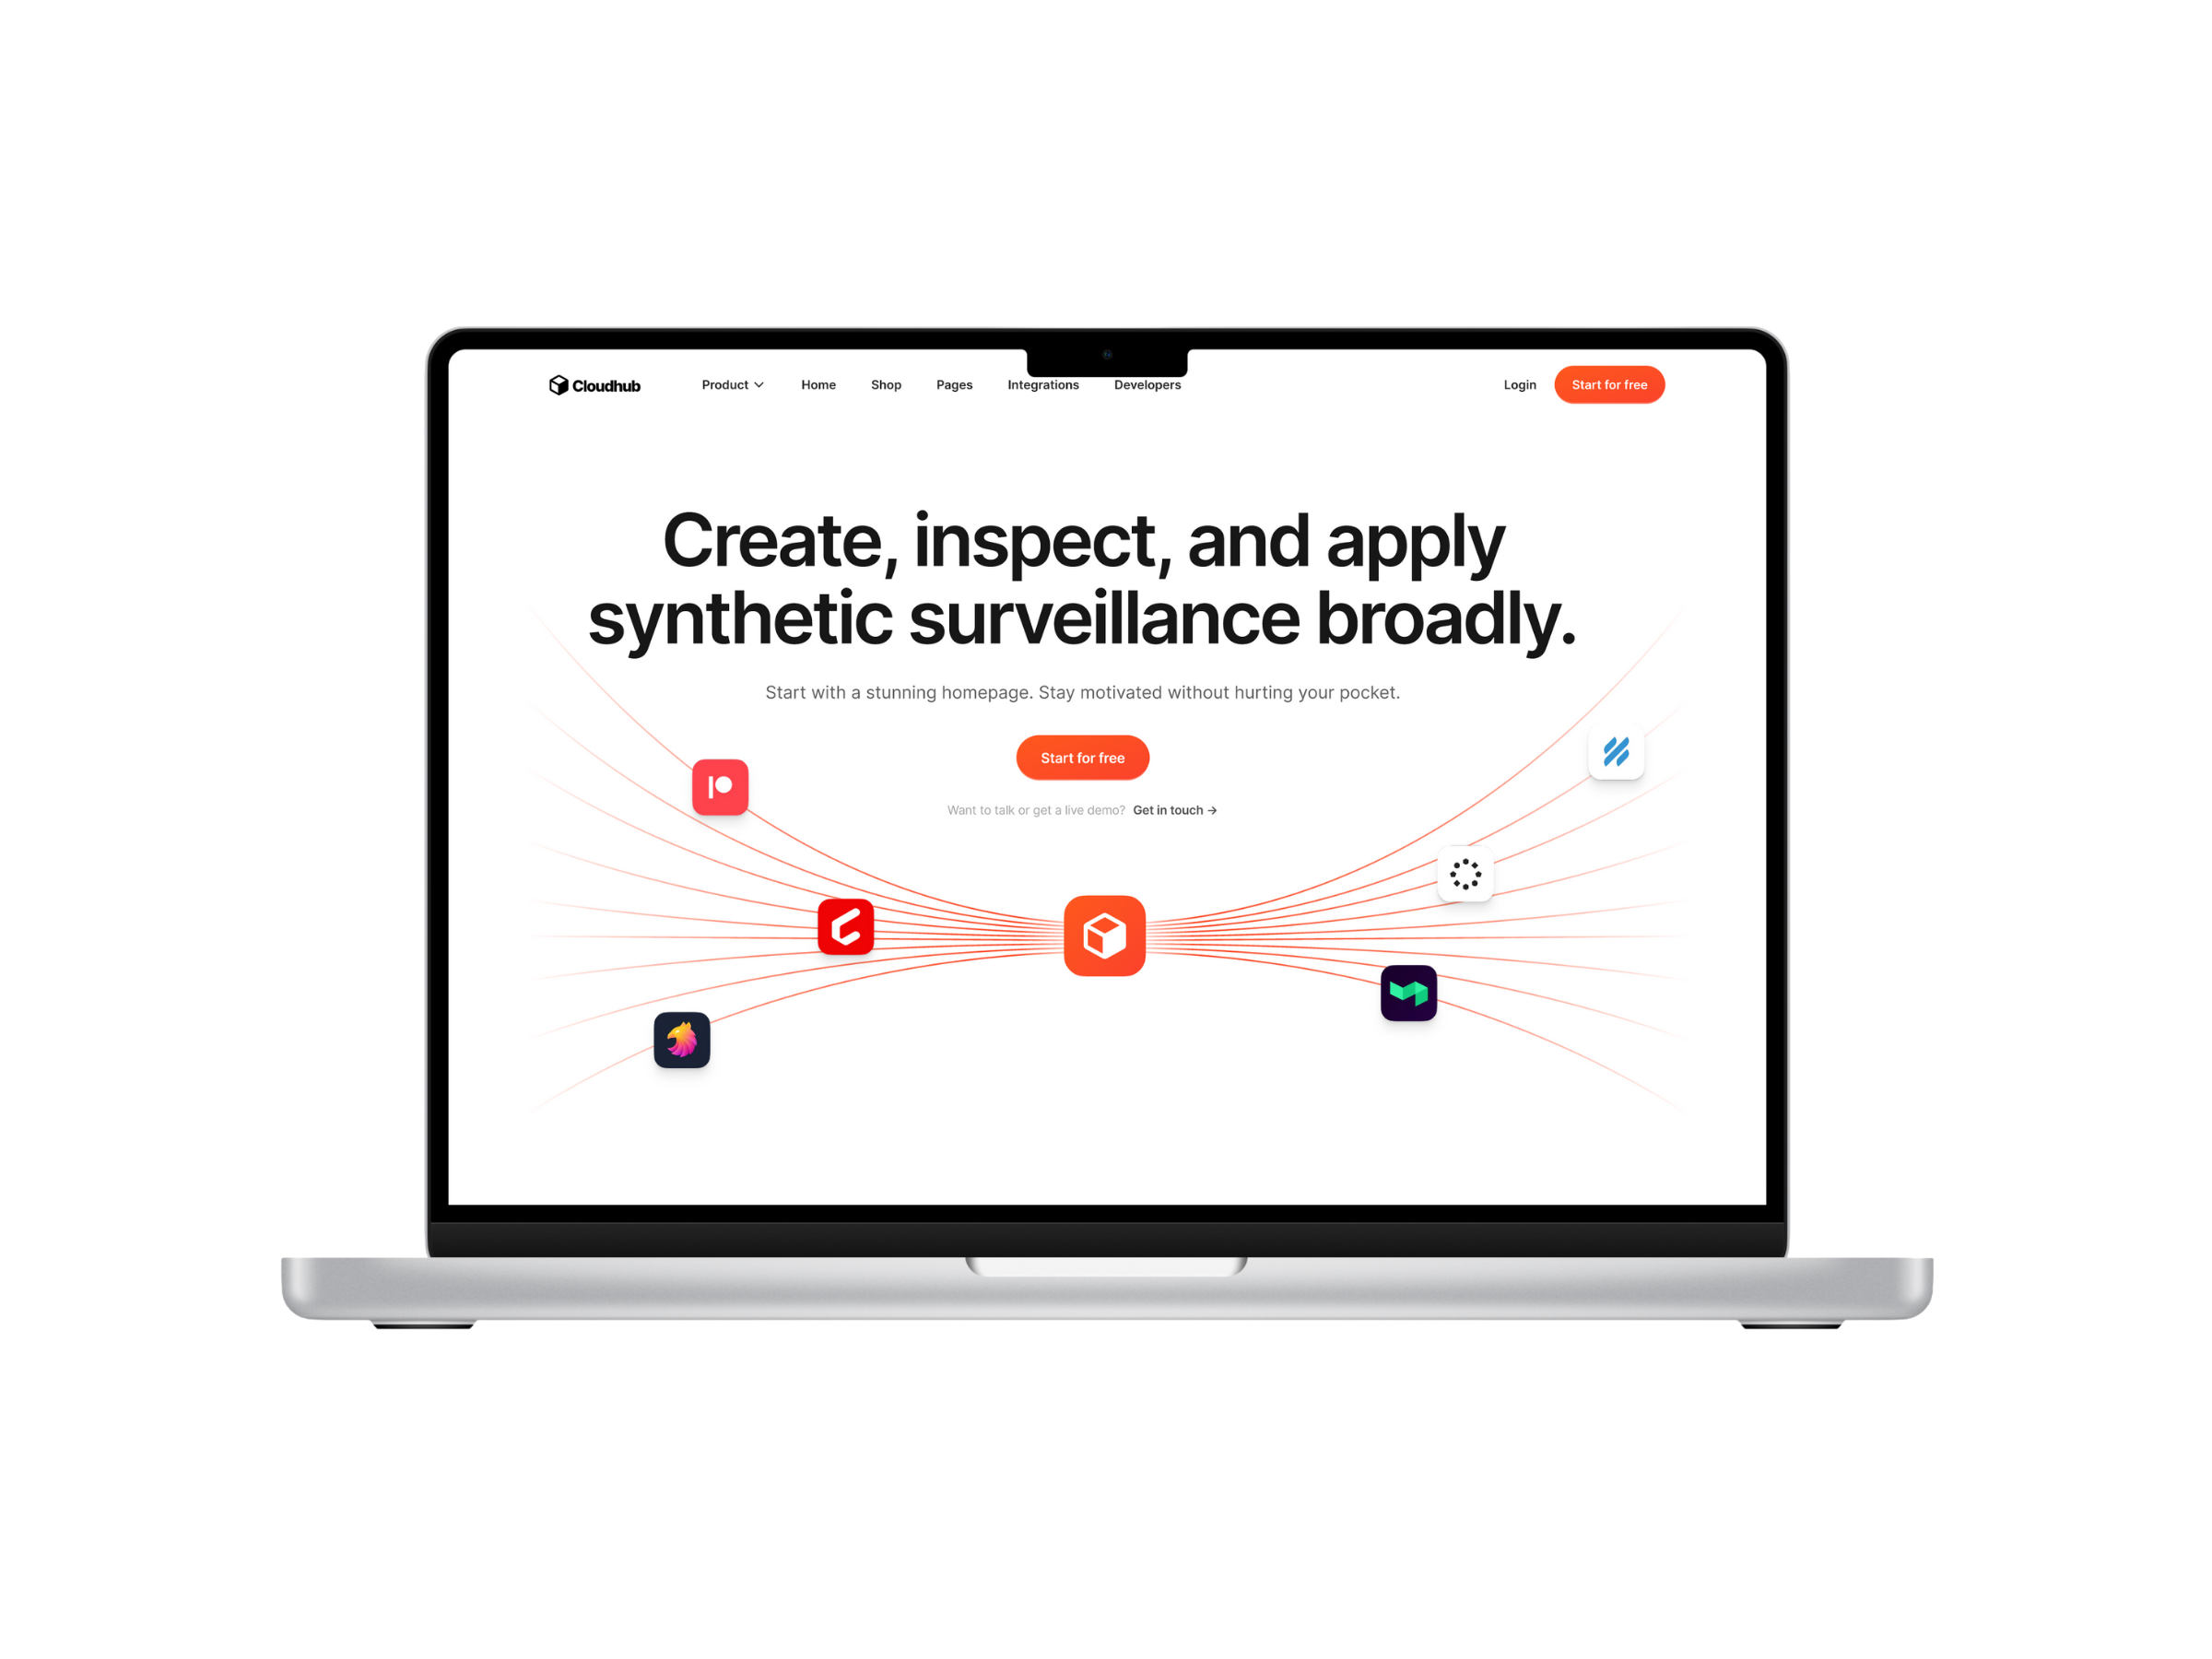 Cloudhub
Product
Home
Shop
Pages
Integrations
Developers
Login
Start for free
Create, inspect, and apply
synthetic surveillance broadly.
Start with a stunning homepage. Stay motivated without hurting your pocket.
Start for free
Want to talk or get a live demo? Get in touch →